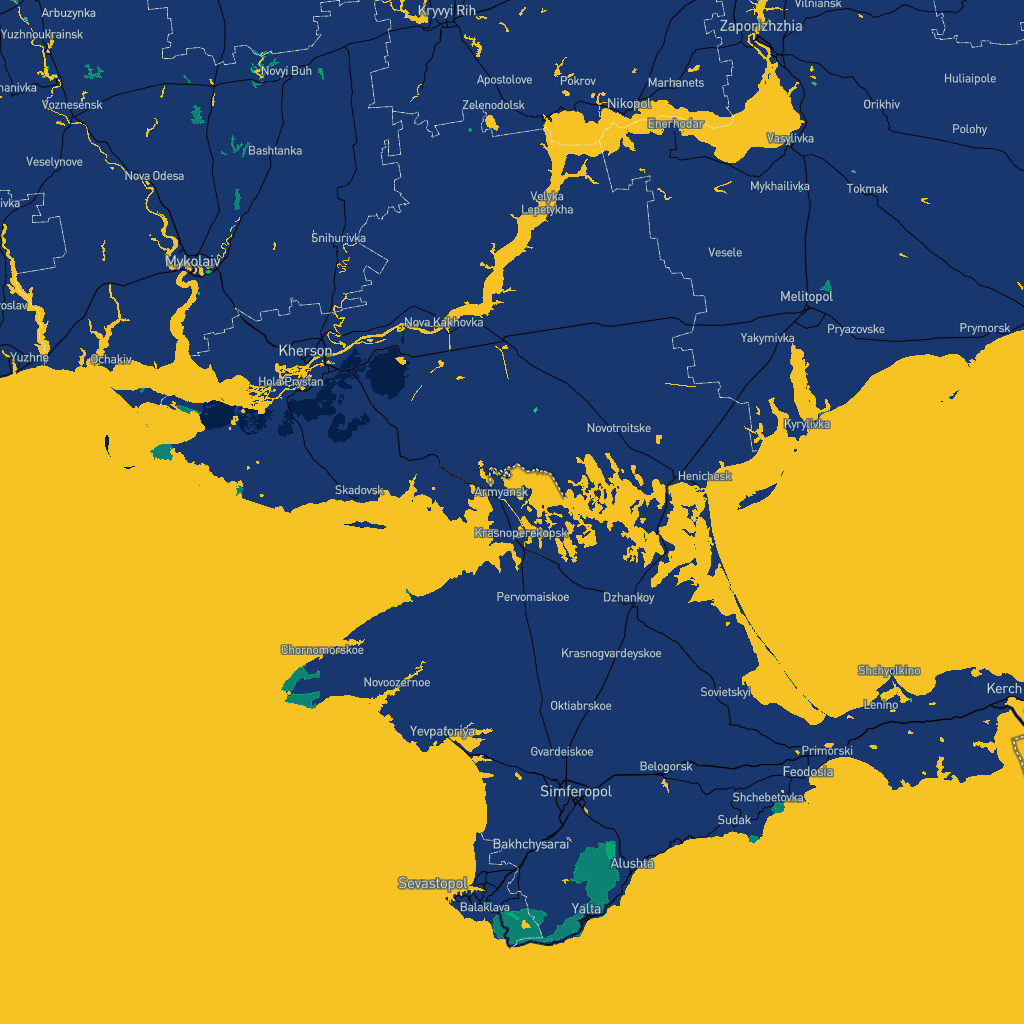 Vilniansk
Arbuzynka
Kryvyi Rih
Zaporizhzhia
Yuzhnoukrainsk
Novyi Buh
Apostolove
Pokrov
Marhanets
Huliaipole
Voznesensk
Zelenodolsk
Nikopol
Orikhiv
Enerhodar
Polohy
Vasylivka
Bashtanka
Veselynove
Nova Odesa
Mykhailivka
Tokmak
Velyka
Lepetykha
Snihurivka
Vesele
Mykolaiv
Melitopol
Nova Kakhovka
Pryazovske
Prymorsk
Yakymivka
Kherson
Yuzhne
Ochakiv
Hola Prystan
Kyrylivka
Novotroitske
Henichesk
Skadovsk
Armyansk
Krasnoperekopsk
Pervomaiskoe
Dzhankoy
Chornomorskoe
Krasnogvardeyskoe
Shchyolkino
Novoozernoe
Sovietskyi
Kerch
Oktiabrskoe
Lenino
Yevpatoriya
Gvardeiskoe
Primorski
Belogorsk
Feodosia
Simferopol
Shchebetovka
Sudak
Bakhchysarai
Alushta
Sevastopol
Balaklava
Yalta